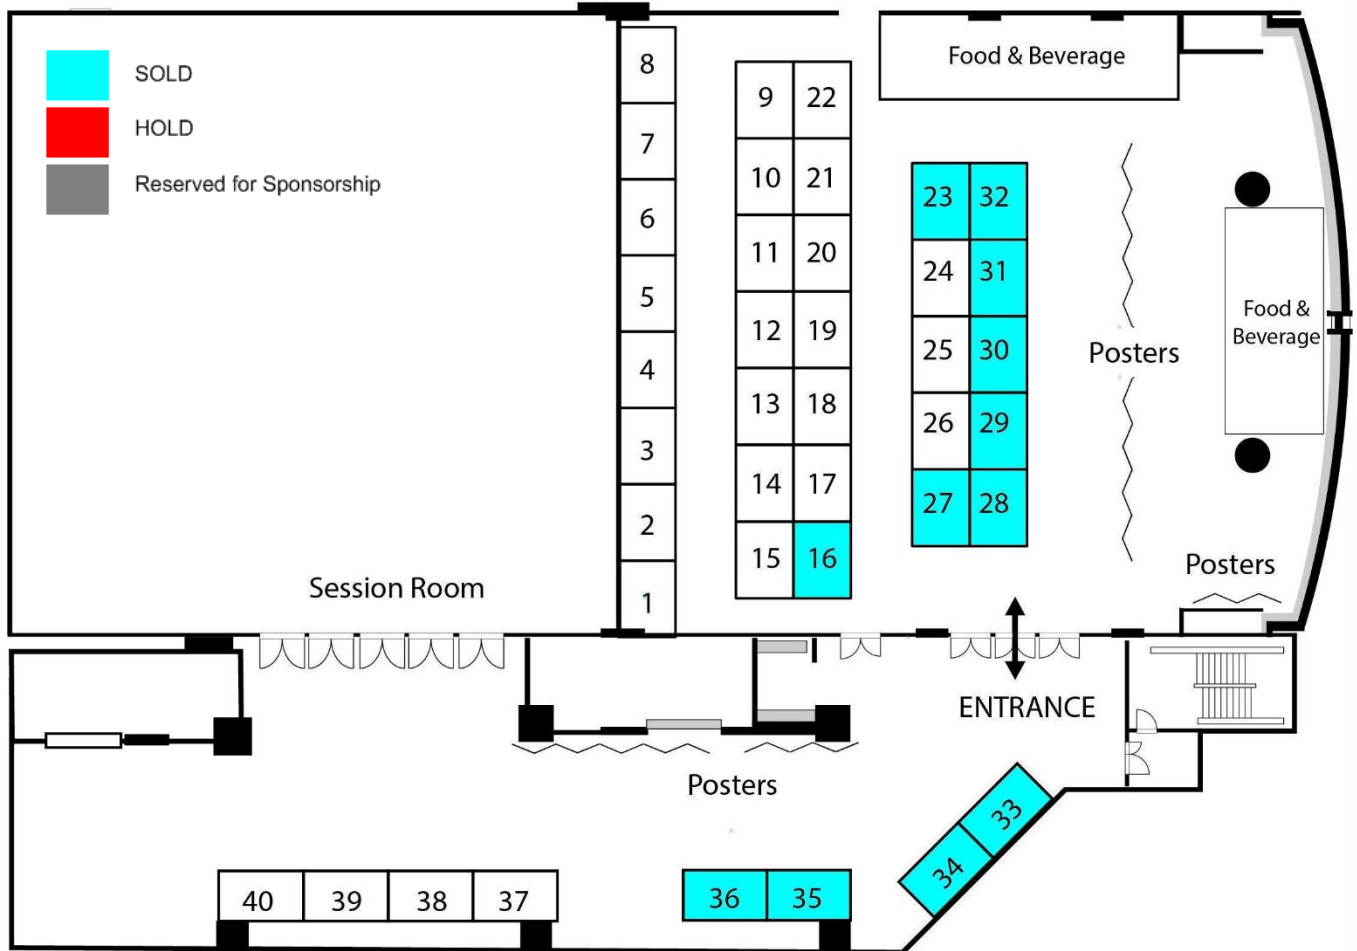 SOLD
HOLD
Reserved for Sponsorship
Food & Beverage
8
7
6
5
4
3
2
1
9 22
10 21
11 20
12 19
13 18
14 17
15 16
23 32
24 31
25 30
26 29
27 28
Posters
Food &
Beverage
Posters
Session Room
ENTRANCE
Posters
33
34
40 39 38 37
36 35